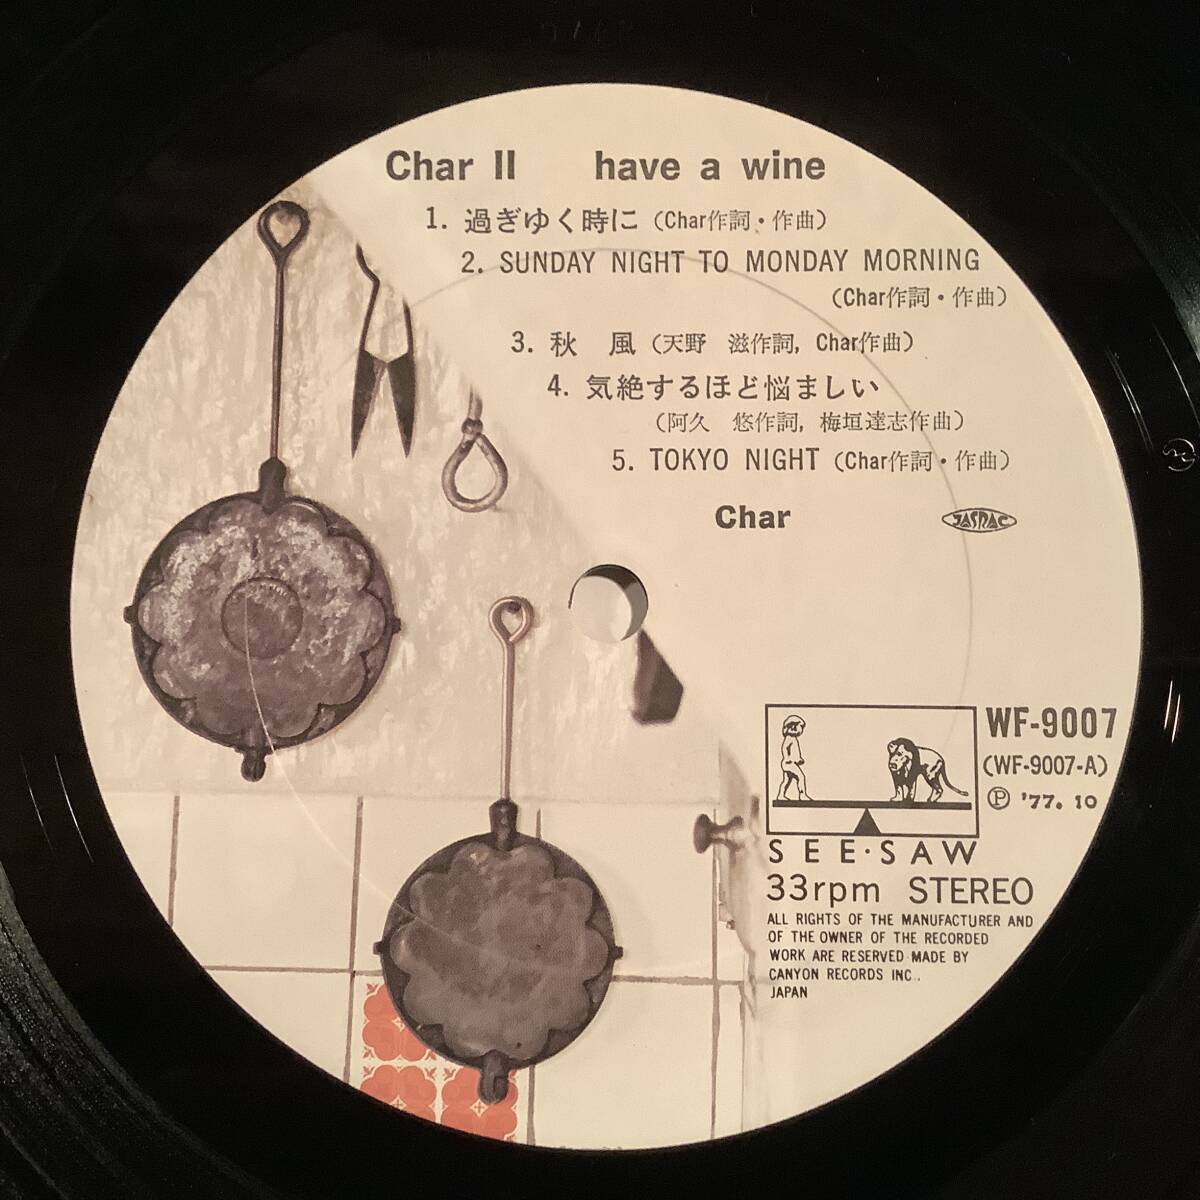 Char II have a wine
1. 過ぎゆく時に (Char作詞・作曲)
2. SUNDAY NIGHT TO MONDAY MORNING
(Char作詞・作曲)
3. 秋 風 (天野 滋作詞, Char作曲)
4. 気絶するほど悩ましい
(阿久 悠作詞, 梅垣達志作曲)
5. TOKYO NIGHT (Char作詞・作曲)
Char
JASRAC
WF-9007
(WF-9007-A)
Ⓟ '77. 10
SEE・SAW
33rpm STEREO
ALL RIGHTS OF THE MANUFACTURER AND
OF THE OWNER OF THE RECORDED
WORK ARE RESERVED MADE BY
CANYON RECORDS INC.,
JAPAN